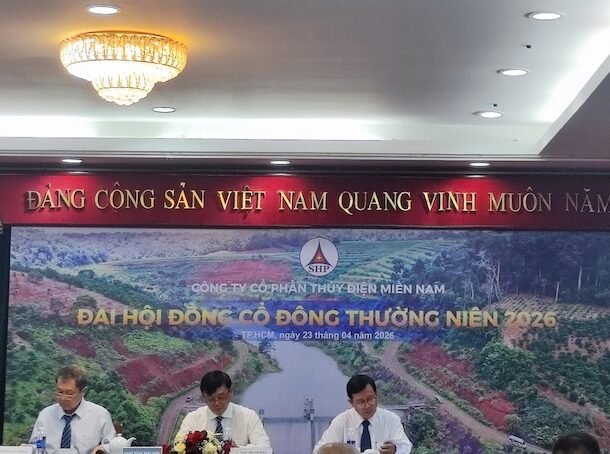 ĐẢNG CỘNG SẢN VIỆT NAM QUANG VINH MUÔN NĂM
SHP
CÔNG TY CỔ PHẦN THỦY ĐIỆN MIỀN NAM
ĐẠI HỘI ĐỒNG CỔ ĐÔNG THƯỜNG NIÊN 2026
TP.HCM, ngày 23 tháng 04 năm 2026